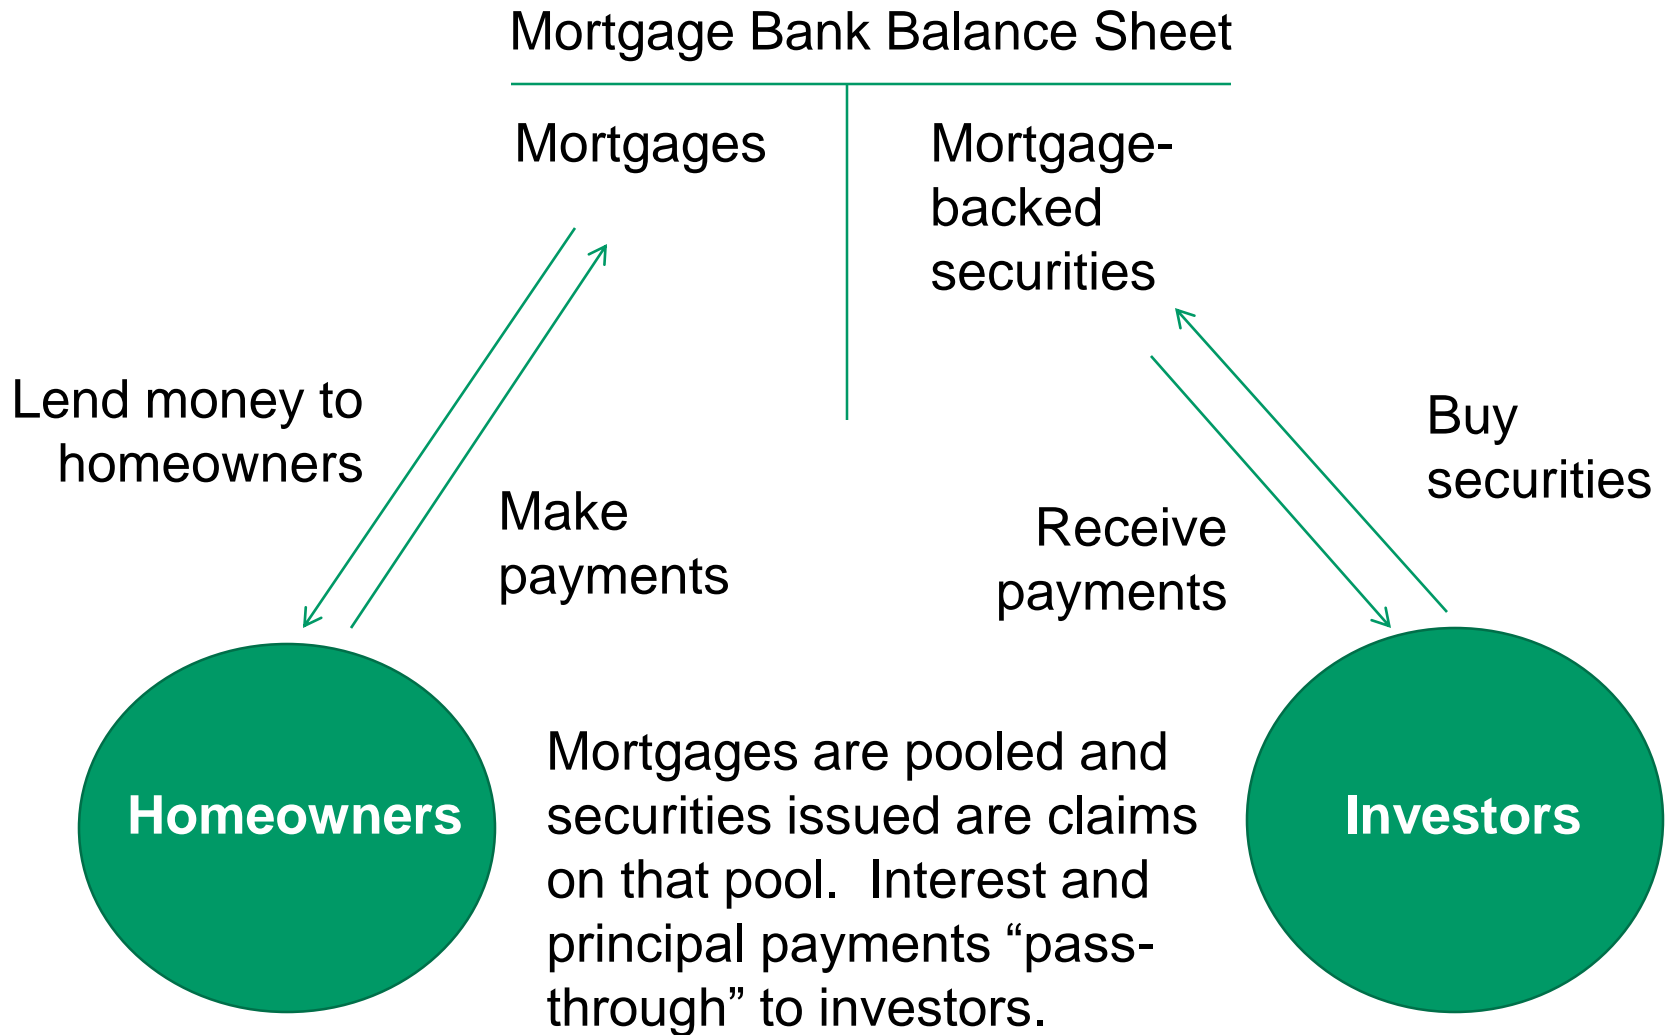 Mortgage Bank Balance Sheet
Mortgages
Mortgage-
backed
securities
Lend money to
homeowners
Make
payments
Receive
payments
Buy
securities
Homeowners
Mortgages are pooled and
securities issued are claims
on that pool.  Interest and
principal payments “pass-
through” to investors.
Investors